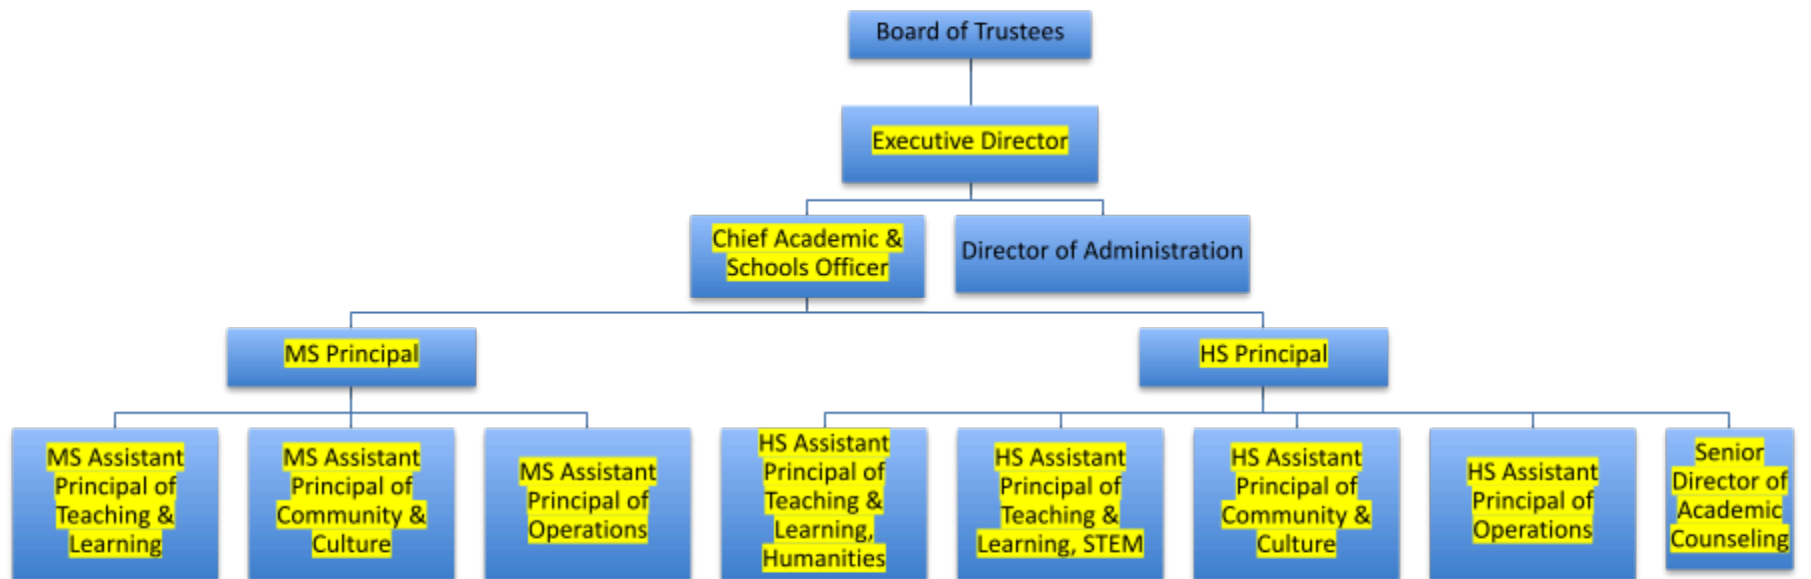 Board of Trustees
Executive Director
Chief Academic &
Schools Officer
Director of Administration
MS Principal
HS Principal
MS Assistant
Principal of
Teaching &
Learning
MS Assistant
Principal of
Community &
Culture
MS Assistant
Principal of
Operations
HS Assistant
Principal of
Teaching &
Learning,
Humanities
HS Assistant
Principal of
Teaching &
Learning, STEM
HS Assistant
Principal of
Community &
Culture
HS Assistant
Principal of
Operations
Senior
Director of
Academic
Counseling